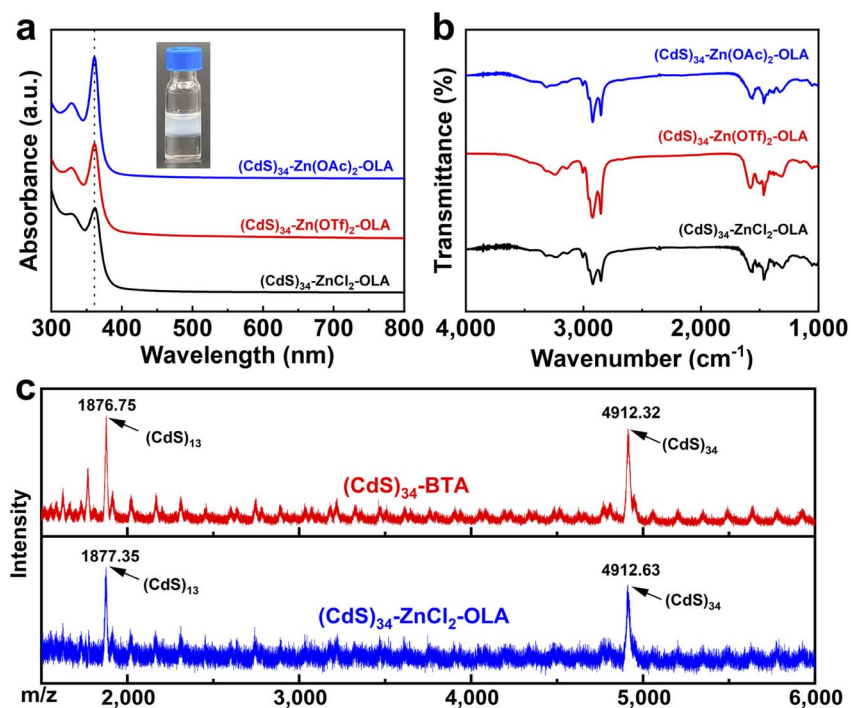 a
Absorbance (a.u.)
(CdS)₃₄-Zn(OAc)₂-OLA
(CdS)₃₄-Zn(OTf)₂-OLA
(CdS)₃₄-ZnCl₂-OLA
300 400 500 600 700 800
Wavelength (nm)
b
Transmittance (%)
(CdS)₃₄-Zn(OAc)₂-OLA
(CdS)₃₄-Zn(OTf)₂-OLA
(CdS)₃₄-ZnCl₂-OLA
4,000 3,000 2,000 1,000
Wavenumber (cm⁻¹)
c
Intensity
1876.75
(CdS)₁₃
4912.32
(CdS)₃₄
(CdS)₃₄-BTA
1877.35
(CdS)₁₃
4912.63
(CdS)₃₄
(CdS)₃₄-ZnCl₂-OLA
m/z 2,000 3,000 4,000 5,000 6,000